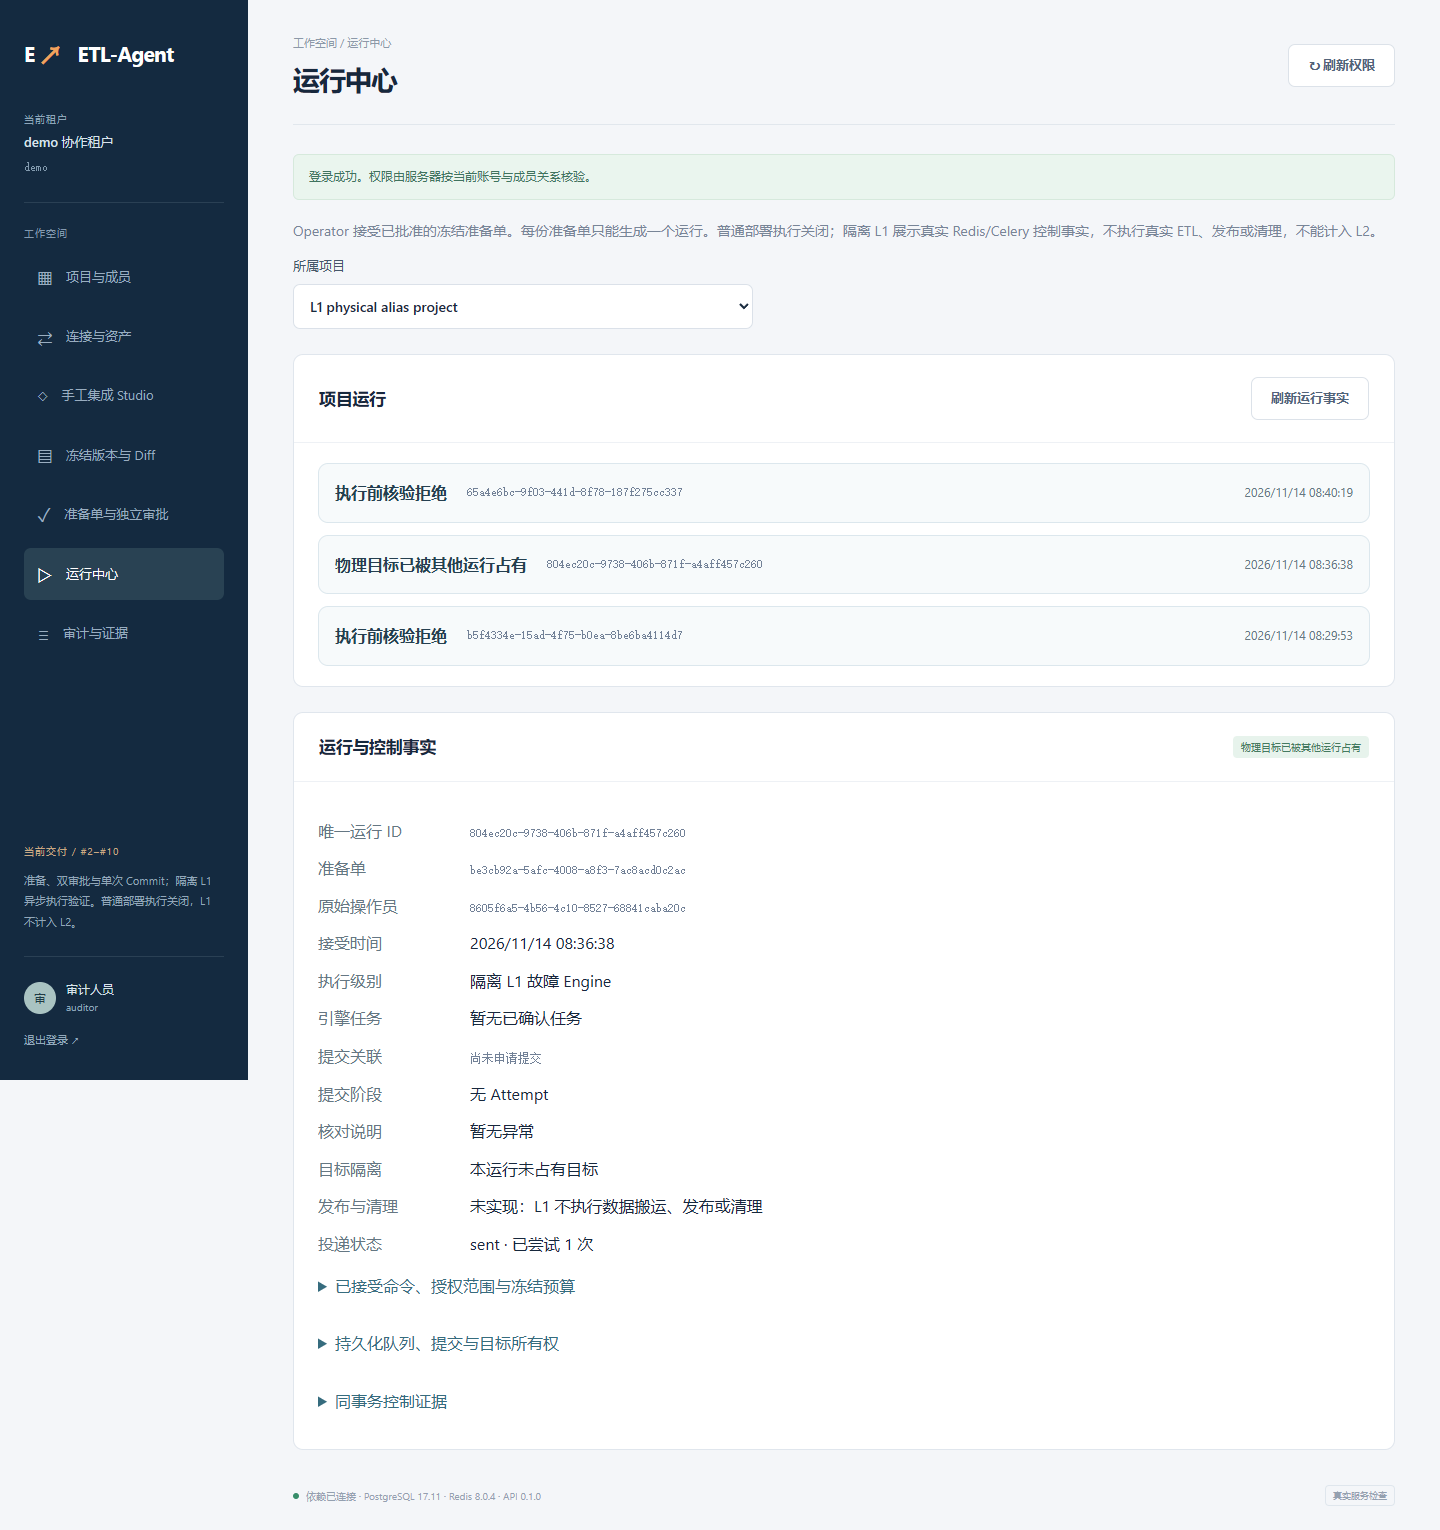 E↗ ETL-Agent
当前租户
demo 协作租户
demo
工作空间
项目与成员
连接与资产
手工集成 Studio
冻结版本与 Diff
准备单与独立审批
运行中心
审计与证据
当前交付 / #2–#10
准备、双审批与单次 Commit；隔离 L1
异步执行验证。普通部署执行关闭，L1
不计入 L2。
审
审计人员
auditor
退出登录 ↗
工作空间 / 运行中心
运行中心
↻ 刷新权限
登录成功。权限由服务器按当前账号与成员关系核验。
Operator 接受已批准的冻结准备单。每份准备单只能生成一个运行。普通部署执行关闭；隔离 L1 展示真实 Redis/Celery 控制事实，不执行真实 ETL、发布或清理，不能计入 L2。
所属项目
L1 physical alias project
项目运行
刷新运行事实
执行前核验拒绝 65a4e6bc-9f03-441d-8f78-187f275cc337 2026/11/14 08:40:19
物理目标已被其他运行占有 804ec20c-9738-406b-871f-a4aff457c260 2026/11/14 08:36:38
执行前核验拒绝 b5f4334e-15ad-4f75-b0ea-8be6ba4114d7 2026/11/14 08:29:53
运行与控制事实
物理目标已被其他运行占有
唯一运行 ID 804ec20c-9738-406b-871f-a4aff457c260
准备单 be3cb92a-5afc-4008-a8f3-7ac8acd0c2ac
原始操作员 8605f6a5-4b56-4c10-8527-68841caba20c
接受时间 2026/11/14 08:36:38
执行级别 隔离 L1 故障 Engine
引擎任务 暂无已确认任务
提交关联 尚未申请提交
提交阶段 无 Attempt
核对说明 暂无异常
目标隔离 本运行未占有目标
发布与清理 未实现：L1 不执行数据搬运、发布或清理
投递状态 sent · 已尝试 1 次
▶ 已接受命令、授权范围与冻结预算
▶ 持久化队列、提交与目标所有权
▶ 同事务控制证据
依赖已连接 · PostgreSQL 17.11 · Redis 8.0.4 · API 0.1.0
真实服务检查